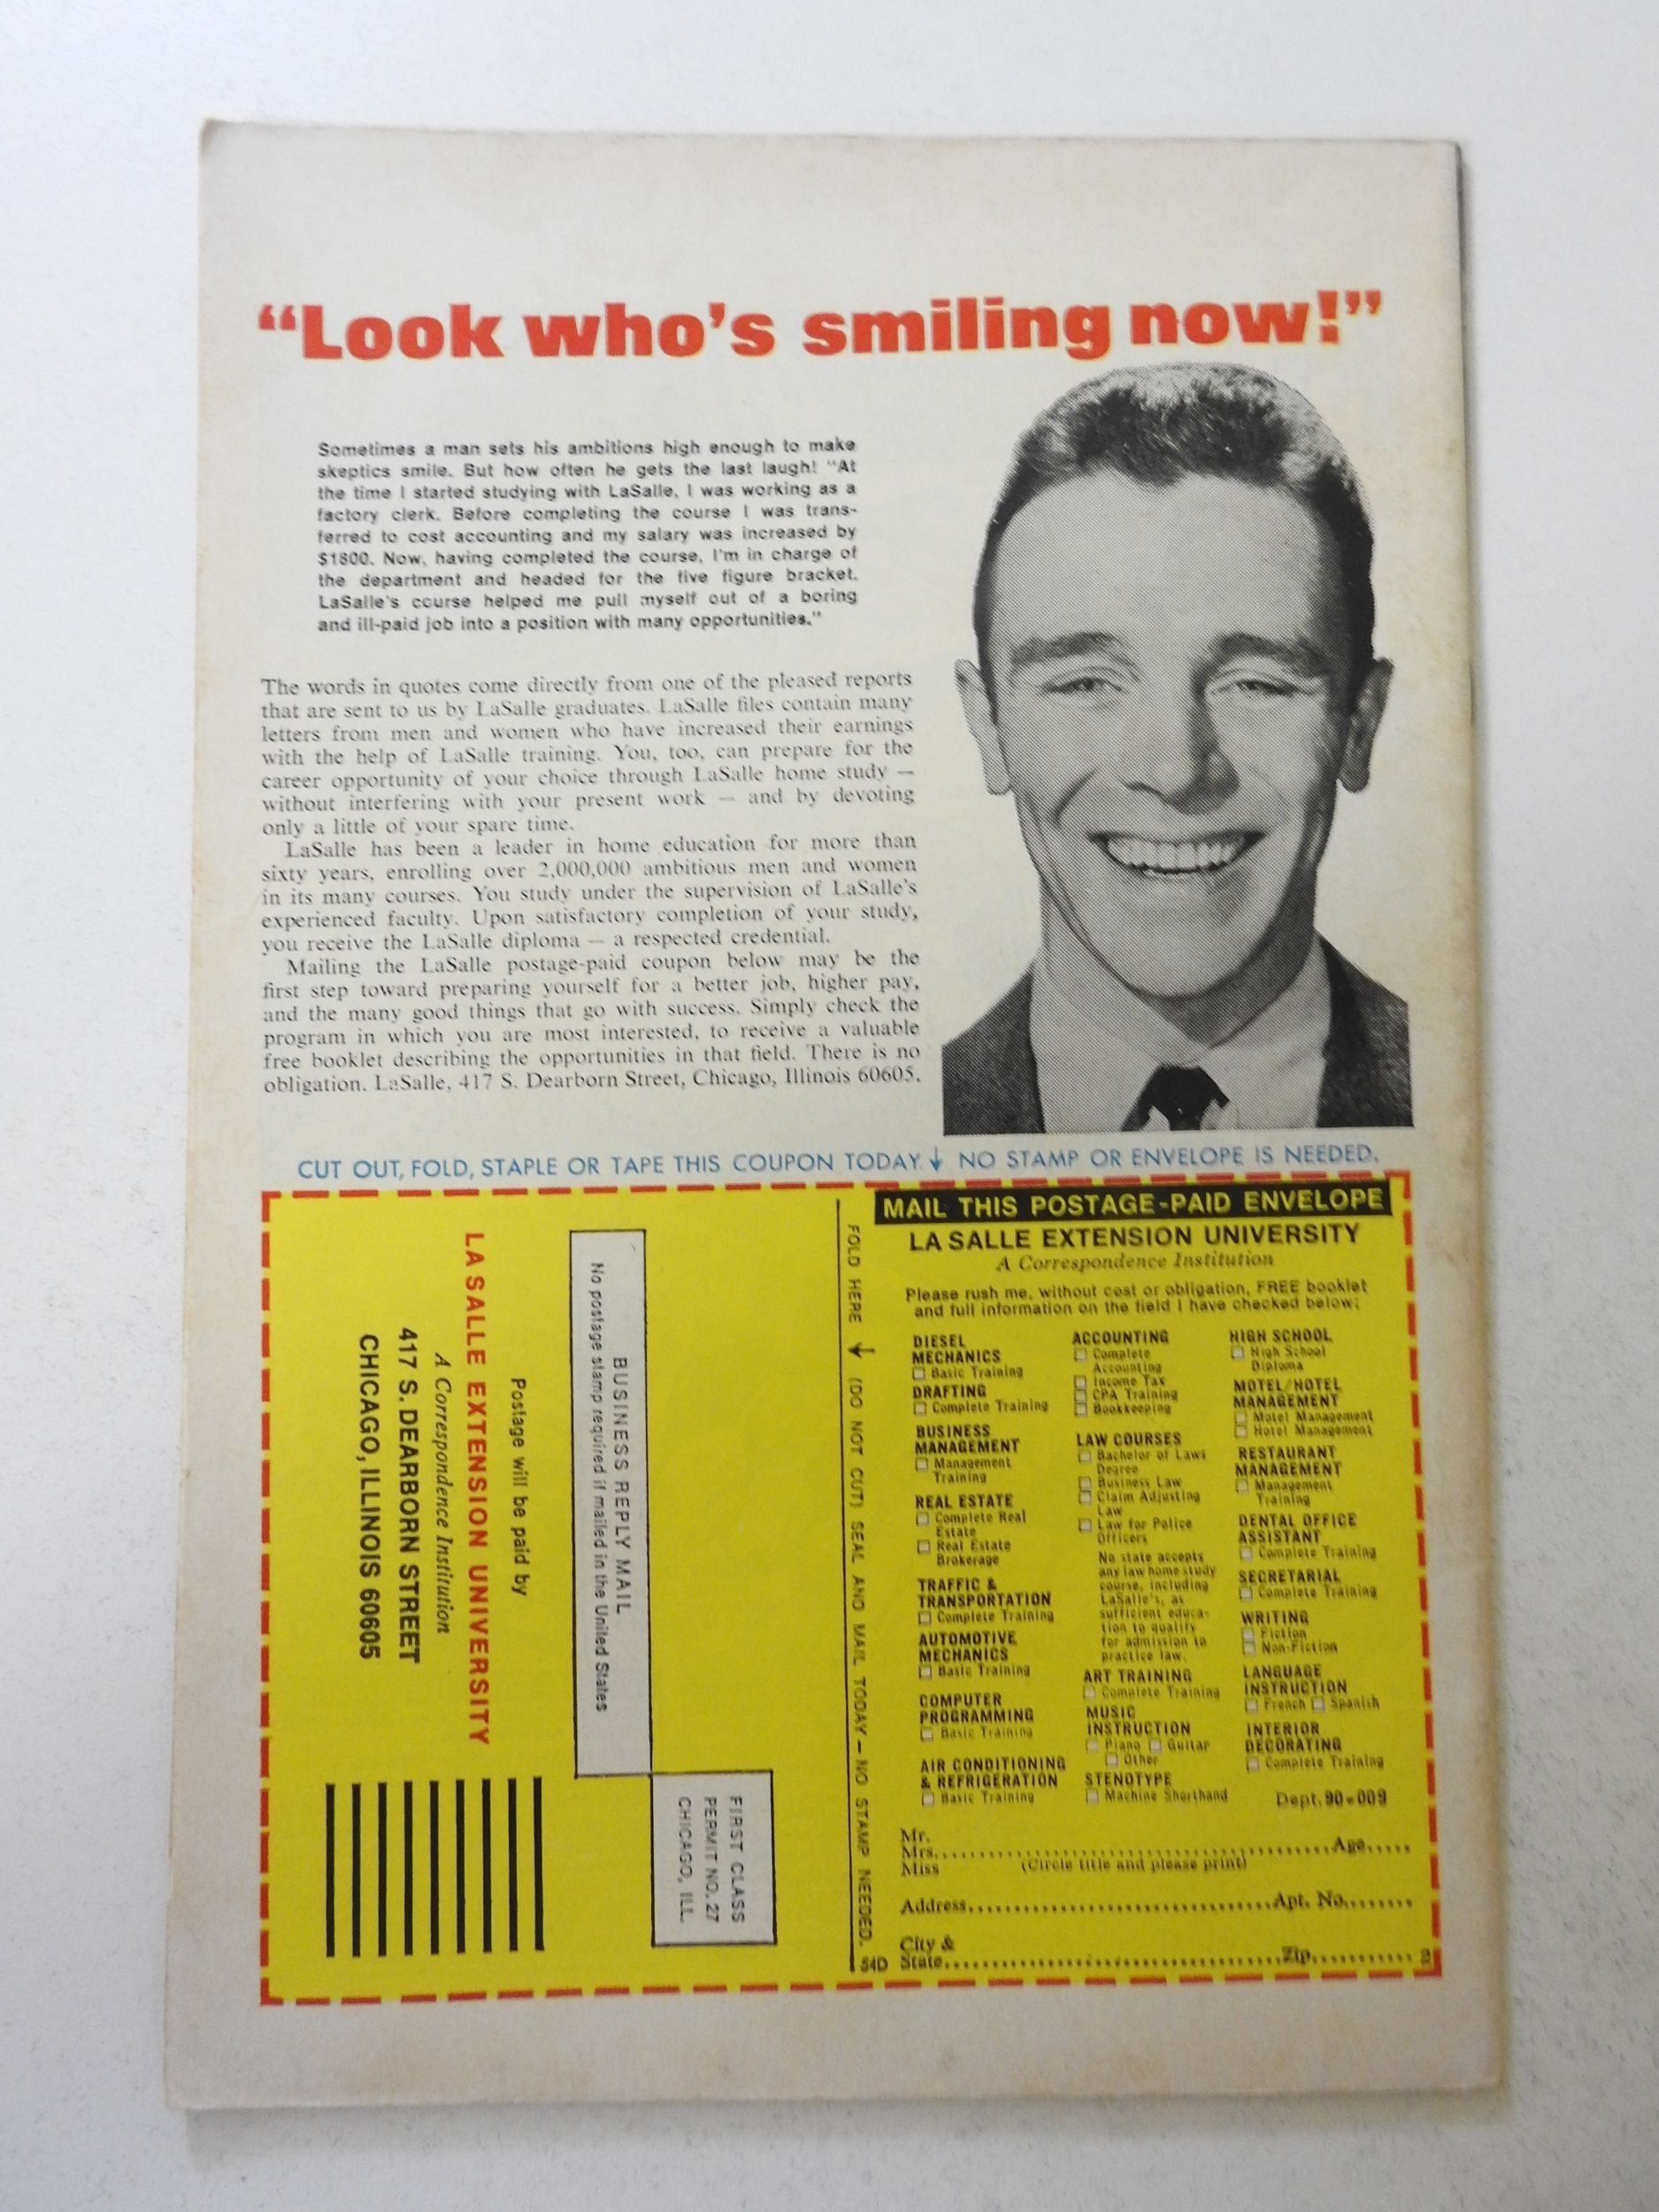 “Look who’s smiling now!”
Sometimes a man sets his ambitions high enough to make
skeptics smile. But how often he gets the last laugh! “At
the time I started studying with LaSalle, I was working as a
factory clerk. Before completing the course I was trans-
ferred to cost accounting and my salary was increased by
$1800. Now, having completed the course, I’m in charge of
the department and headed for the five figure bracket.
LaSalle’s course helped me pull myself out of a boring
and ill-paid job into a position with many opportunities.”
The words in quotes come directly from one of the pleased reports
that are sent to us by LaSalle graduates. LaSalle files contain many
letters from men and women who have increased their earnings
with the help of LaSalle training. You, too, can prepare for the
career opportunity of your choice through LaSalle home study —
without interfering with your present work — and by devoting
only a little of your spare time.
LaSalle has been a leader in home education for more than
sixty years, enrolling over 2,000,000 ambitious men and women
in its many courses. You study under the supervision of LaSalle’s
experienced faculty. Upon satisfactory completion of your study,
you receive the LaSalle diploma — a respected credential.
Mailing the LaSalle postage-paid coupon below may be the
first step toward preparing yourself for a better job, higher pay,
and the many good things that go with success. Simply check the
program in which you are most interested, to receive a valuable
free booklet describing the opportunities in that field. There is no
obligation. LaSalle, 417 S. Dearborn Street, Chicago, Illinois 60605.
CUT OUT, FOLD, STAPLE OR TAPE THIS COUPON TODAY. ↓ NO STAMP OR ENVELOPE IS NEEDED.
FIRST CLASS
PERMIT NO. 27
CHICAGO, ILL.
BUSINESS REPLY MAIL
No postage stamp required if mailed in the United States
Postage will be paid by
LA SALLE EXTENSION UNIVERSITY
A Correspondence Institution
417 S. DEARBORN STREET
CHICAGO, ILLINOIS 60605
FOLD HERE ↓ (DO NOT CUT) SEAL AND MAIL TODAY — NO STAMP NEEDED.
54D
MAIL THIS POSTAGE-PAID ENVELOPE
LA SALLE EXTENSION UNIVERSITY
A Correspondence Institution
Please rush me, without cost or obligation, FREE booklet
and full information on the field I have checked below:
DIESEL
MECHANICS
☐ Basic Training
DRAFTING
☐ Complete Training
BUSINESS
MANAGEMENT
☐ Management
Training
REAL ESTATE
☐ Complete Real
Estate
☐ Real Estate
Brokerage
TRAFFIC &
TRANSPORTATION
☐ Complete Training
AUTOMOTIVE
MECHANICS
☐ Basic Training
COMPUTER
PROGRAMMING
☐ Basic Training
AIR CONDITIONING
& REFRIGERATION
☐ Basic Training
ACCOUNTING
☐ Complete
Accounting
☐ Income Tax
☐ CPA Training
☐ Bookkeeping
LAW COURSES
☐ Bachelor of Laws
Degree
☐ Business Law
☐ Claim Adjusting
Law
☐ Law for Police
Officers
No state accepts
any law home study
course, including
LaSalle’s, as
sufficient educa-
tion to qualify
for admission to
practice law.
ART TRAINING
☐ Complete Training
MUSIC
INSTRUCTION
☐ Piano ☐ Guitar
☐ Other
STENOTYPE
☐ Machine Shorthand
HIGH SCHOOL
☐ High School
Diploma
MOTEL/HOTEL
MANAGEMENT
☐ Motel Management
☐ Hotel Management
RESTAURANT
MANAGEMENT
☐ Management
Training
DENTAL OFFICE
ASSISTANT
☐ Complete Training
SECRETARIAL
☐ Complete Training
WRITING
☐ Fiction
☐ Non-Fiction
LANGUAGE
INSTRUCTION
☐ French ☐ Spanish
INTERIOR
DECORATING
☐ Complete Training
Dept. 90-009
Mr.
Mrs. Age
Miss (Circle title and please print)
Address Apt. No.
City &
State Zip 2